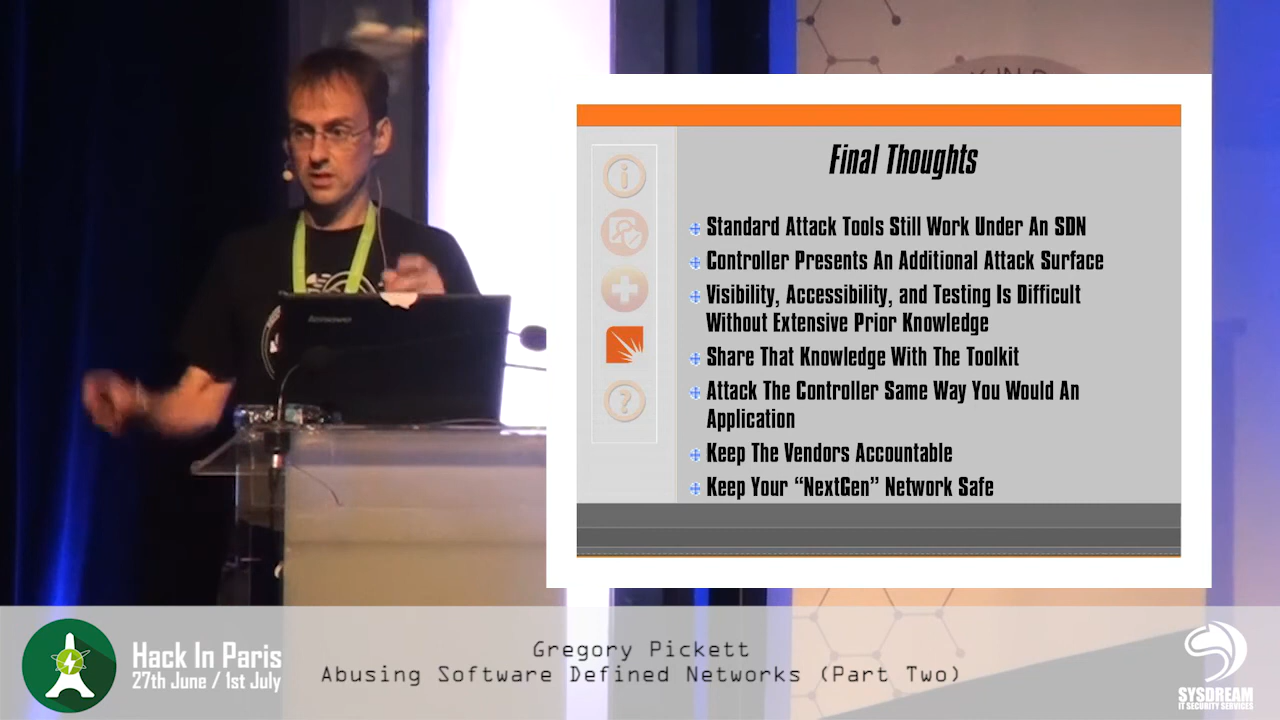 Final Thoughts
Standard Attack Tools Still Work Under An SDN
Controller Presents An Additional Attack Surface
Visibility, Accessibility, and Testing Is Difficult
Without Extensive Prior Knowledge
Share That Knowledge With The Toolkit
Attack The Controller Same Way You Would An
Application
Keep The Vendors Accountable
Keep Your “NextGen” Network Safe
lenovo
Hack In Paris
27th June / 1st July
Gregory Pickett
Abusing Software Defined Networks (Part Two)
SYSDREAM
IT SECURITY SERVICES